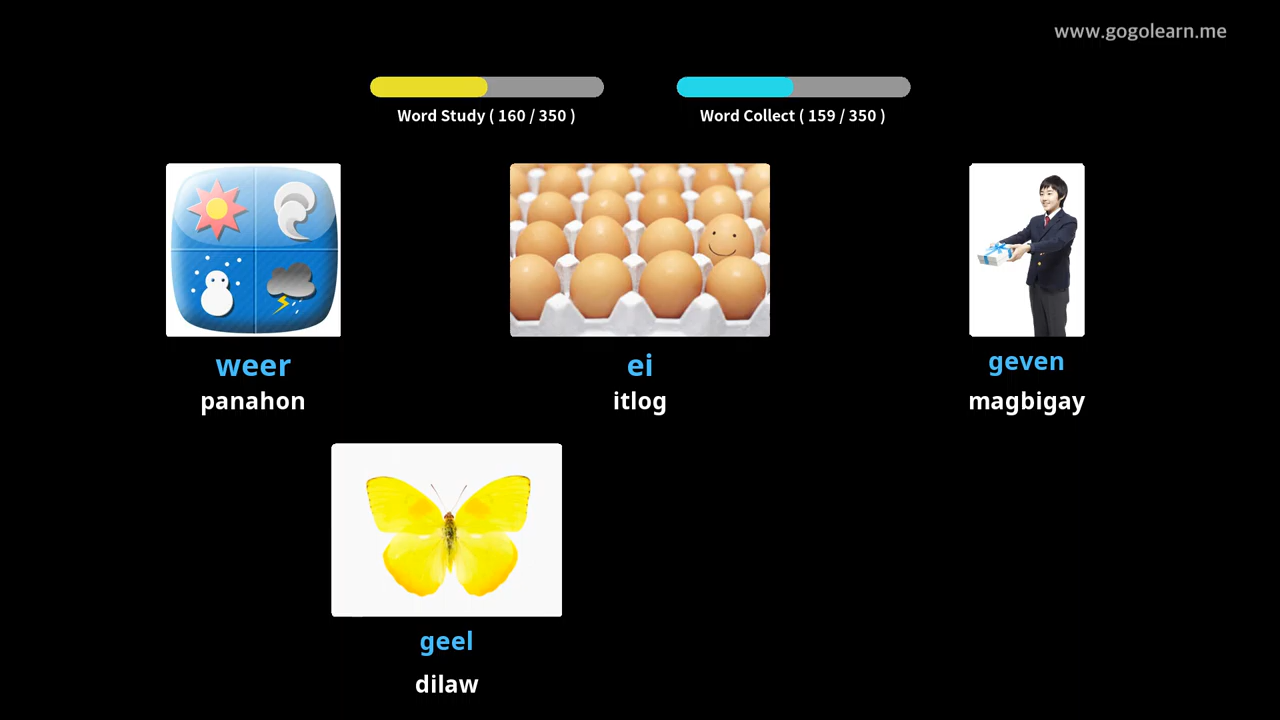 www.gogolearn.me
Word Study ( 160 / 350 )
Word Collect ( 159 / 350 )
weer
panahon
ei
itlog
geven
magbigay
geel
dilaw